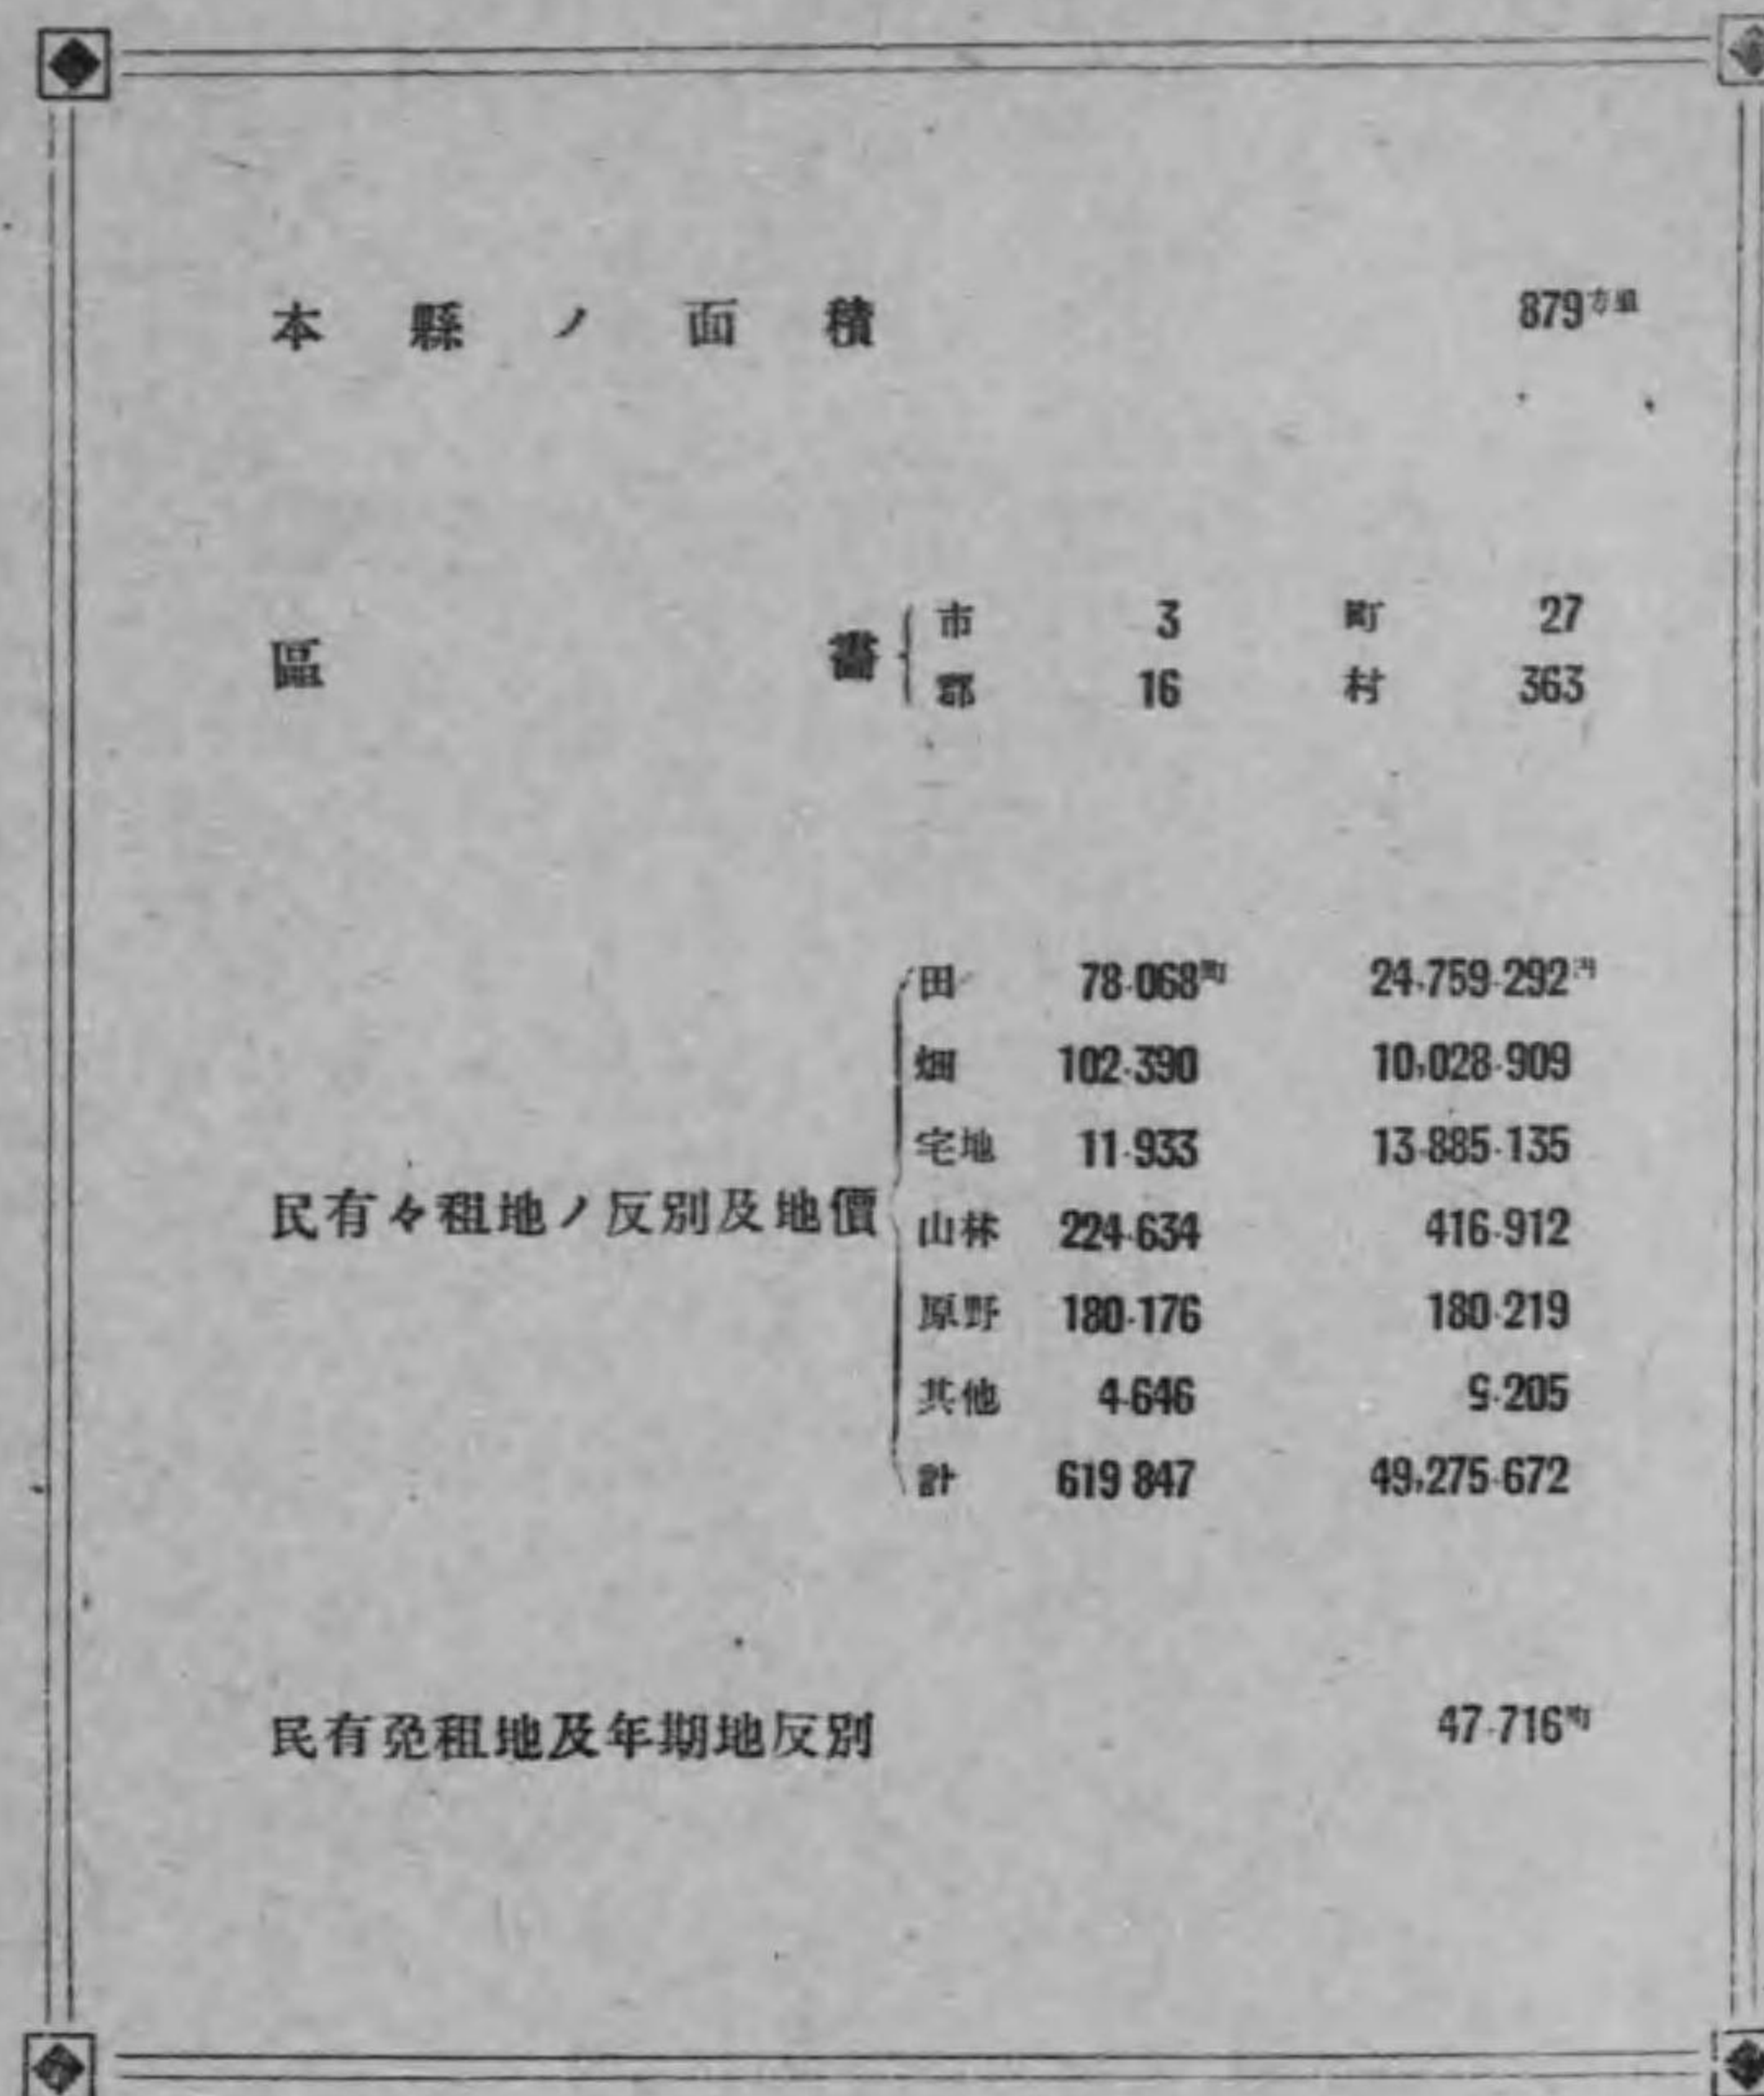 本縣ノ面積 879方里
區畫 市 3 町 27
郡 16 村 363
民有々租地ノ反別及地價
田 78,068町 24,759,292円
畑 102,390 10,028,909
宅地 11,933 13,885,135
山林 224,634 416,912
原野 180,176 180,219
其他 4,646 5,205
計 619,847 49,275,672
民有免租地及年期地反別 47,716町